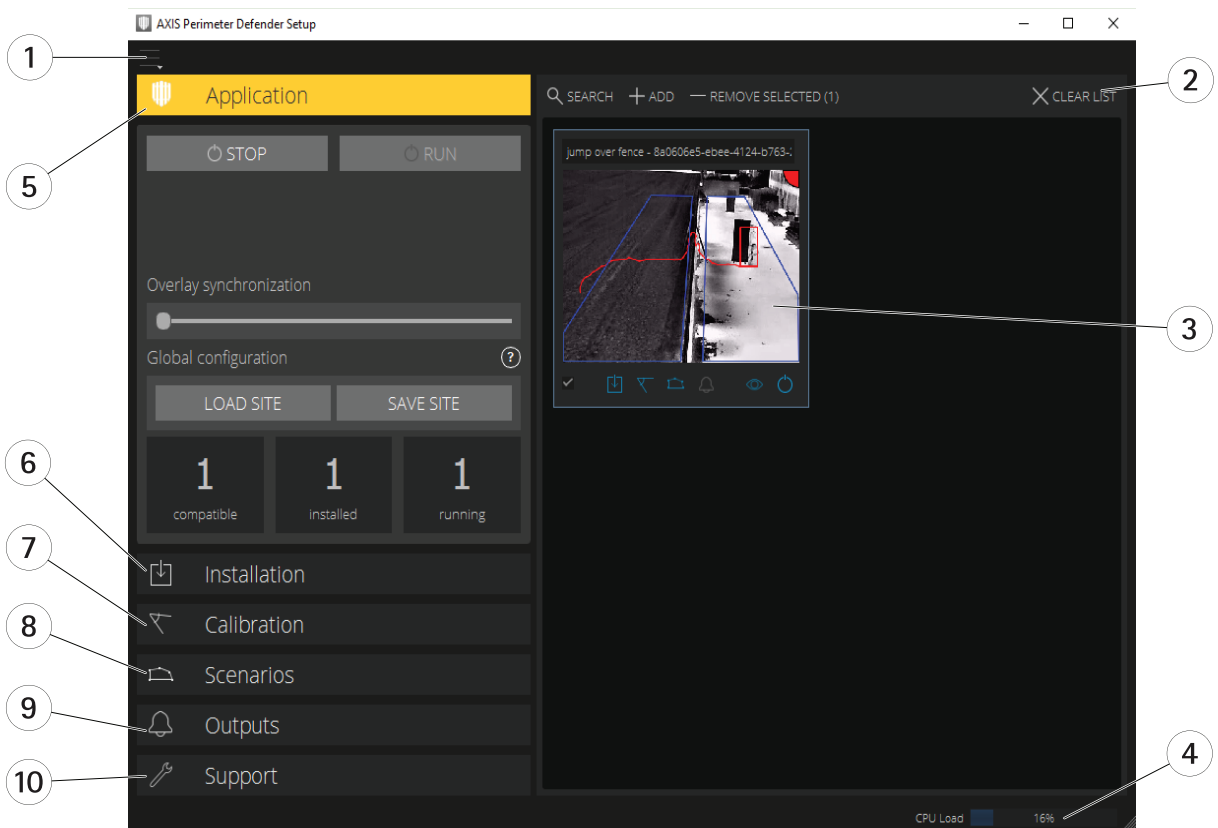 AXIS Perimeter Defender Setup
1
2
Application
SEARCH ADD REMOVE SELECTED (1) CLEAR LIST
5
STOP RUN
jump over fence - 8a0606e5-ebee-4124-b763-
Overlay synchronization
3
Global configuration ?
LOAD SITE SAVE SITE
6
1 1 1
compatible installed running
7
Installation
8
Calibration
Scenarios
9
Outputs
4
10
Support
CPU Load 16%